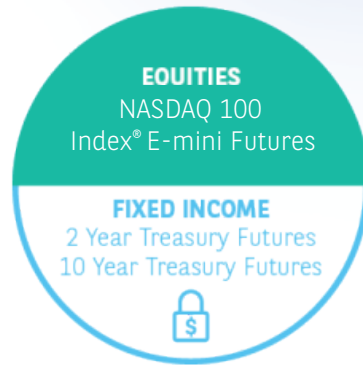 EQUITIES
NASDAQ 100
Index® E-mini Futures
FIXED INCOME
2 Year Treasury Futures
10 Year Treasury Futures
$